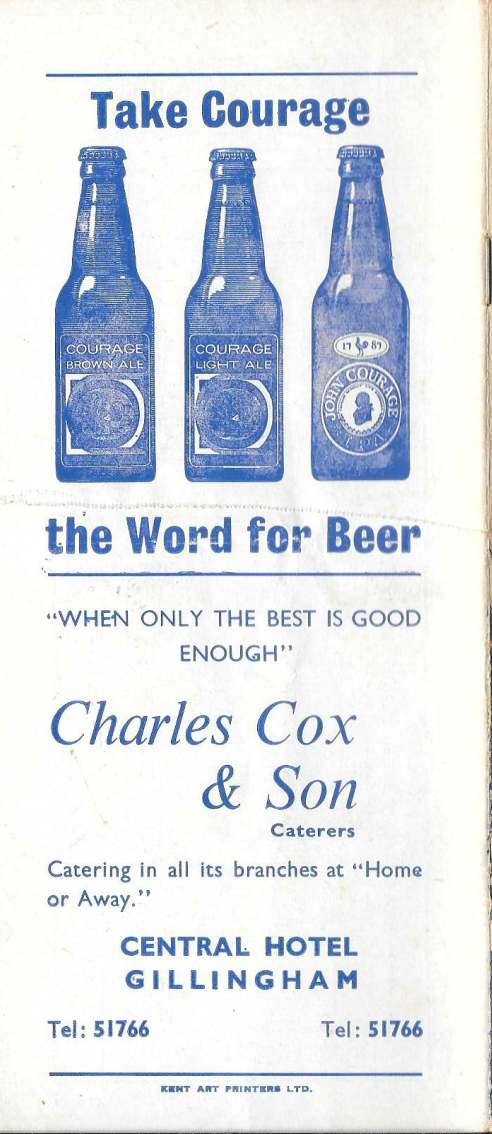 Take Courage
COURAGE
BROWN ALE
COURAGE
LIGHT ALE
17 87
JOHN COURAGE
EPA
the Word for Beer
“WHEN ONLY THE BEST IS GOOD
ENOUGH”
Charles Cox
& Son
Caterers
Catering in all its branches at “Home
or Away.”
CENTRAL HOTEL
GILLINGHAM
Tel: 51766 Tel: 51766
KENT ART PRINTERS LTD.